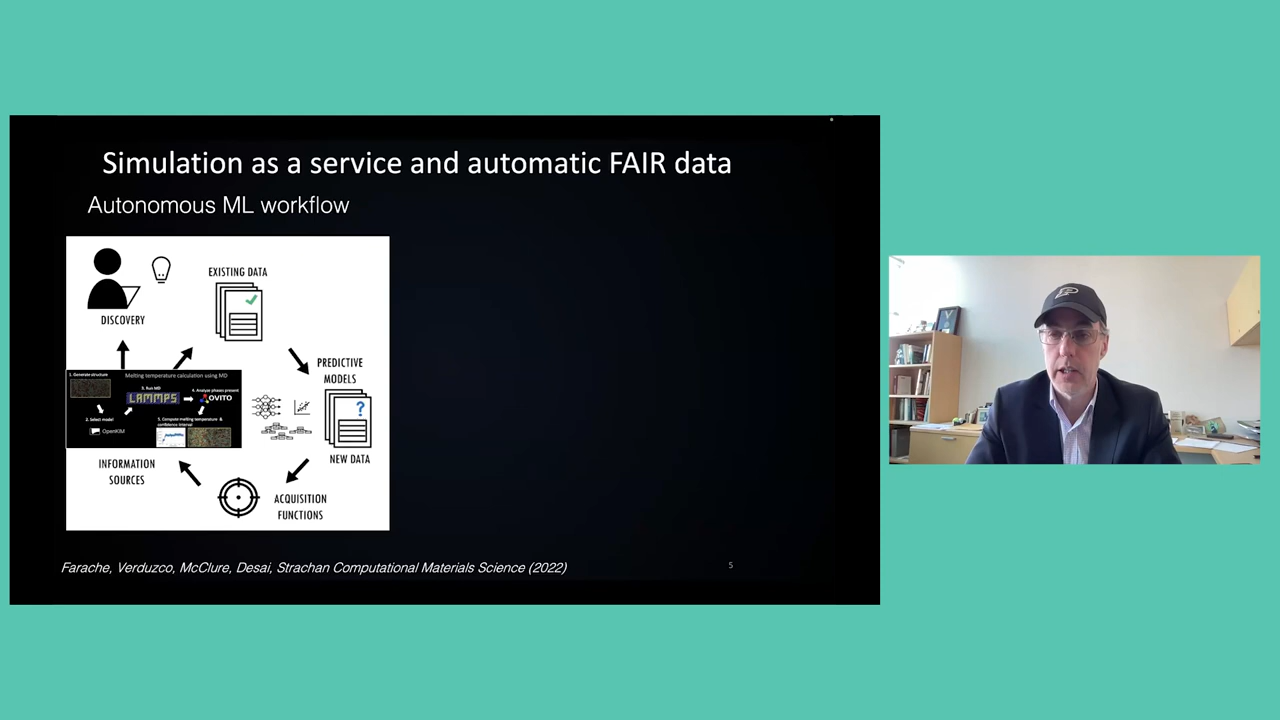 Simulation as a service and automatic FAIR data
Autonomous ML workflow
DISCOVERY
EXISTING DATA
PREDICTIVE
MODELS
?
NEW DATA
ACQUISITION
FUNCTIONS
INFORMATION
SOURCES
1. Generate structure
Melting temperature calculation using MD
2. Select model
OpenKIM
3. Run MD
LAMMPS
4. Analyze phases present
OVITO
5. Compute melting temperature &
confidence interval
Farache, Verduzco, McClure, Desai, Strachan Computational Materials Science (2022)
5
P